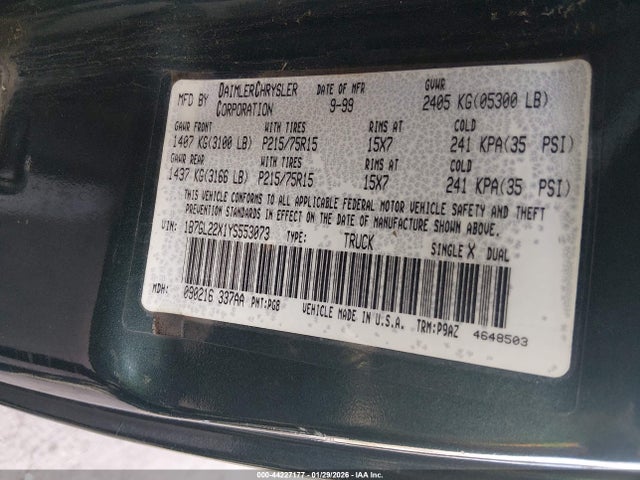 MFD BY DAIMLERCHRYSLER CORPORATION DATE OF MFR 9-99 GVWR 2405 KG(05300 LB)
GAWR FRONT WITH TIRES RIMS AT COLD
1407 KG(3100 LB) P215/75R15 15X7 241 KPA(35 PSI)
GAWR REAR WITH TIRES RIMS AT COLD
1437 KG(3166 LB) P215/75R15 15X7 241 KPA(35 PSI)
THIS VEHICLE CONFORMS TO ALL APPLICABLE FEDERAL MOTOR VEHICLE SAFETY AND THEFT
PREVENTION STANDARDS IN EFFECT ON THE DATE OF MANUFACTURE SHOWN ABOVE.
VIN: 1B7GL22X1YS553073 TYPE: TRUCK SINGLE X DUAL
MDH: 090216 337AA PNT:PGB VEHICLE MADE IN U.S.A. TRM:P9AZ 4648503
000-44327177 - 01/29/2026 - IAA, Inc.